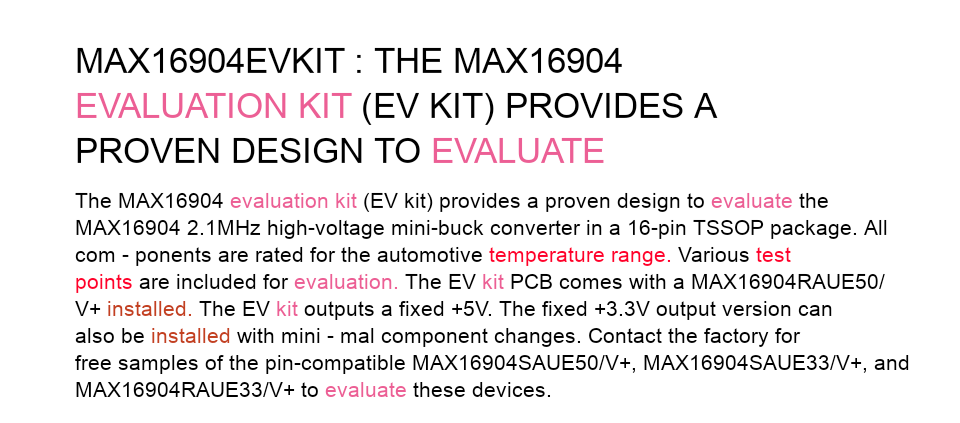 MAX16904EVKIT : THE MAX16904
EVALUATION KIT (EV KIT) PROVIDES A
PROVEN DESIGN TO EVALUATE
The MAX16904 evaluation kit (EV kit) provides a proven design to evaluate the
MAX16904 2.1MHz high-voltage mini-buck converter in a 16-pin TSSOP package. All
com - ponents are rated for the automotive temperature range. Various test
points are included for evaluation. The EV kit PCB comes with a MAX16904RAUE50/
V+ installed. The EV kit outputs a fixed +5V. The fixed +3.3V output version can
also be installed with mini - mal component changes. Contact the factory for
free samples of the pin-compatible MAX16904SAUE50/V+, MAX16904SAUE33/V+, and
MAX16904RAUE33/V+ to evaluate these devices.